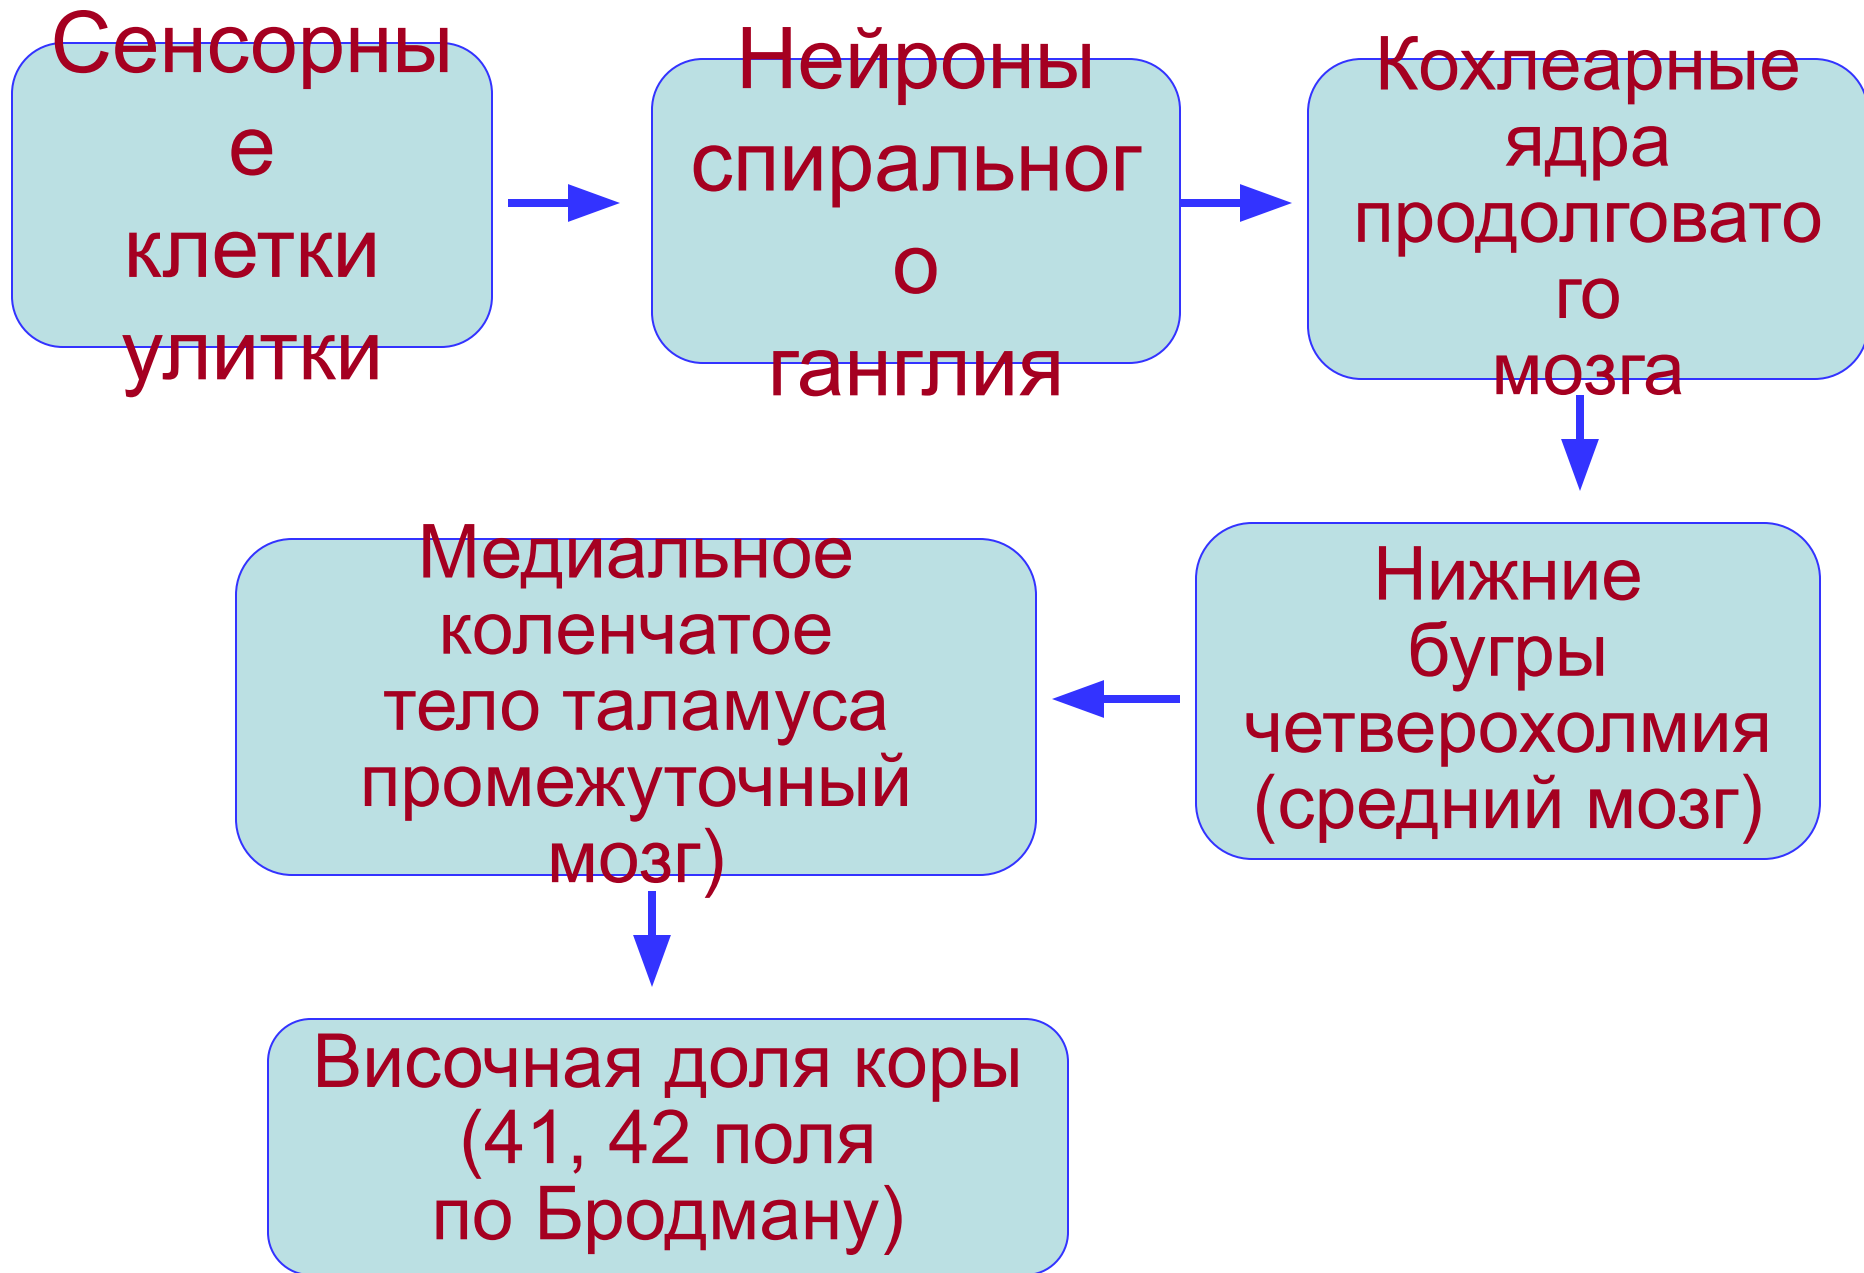 Сенсорны
е
клетки
улитки
Нейроны
спиральног
о
ганглия
Кохлеарные
ядра
продолговато
го
мозга
Нижние
бугры
четверохолмия
(средний мозг)
Медиальное
коленчатое
тело таламуса
промежуточный
мозг)
Височная доля коры
(41, 42 поля
по Бродману)